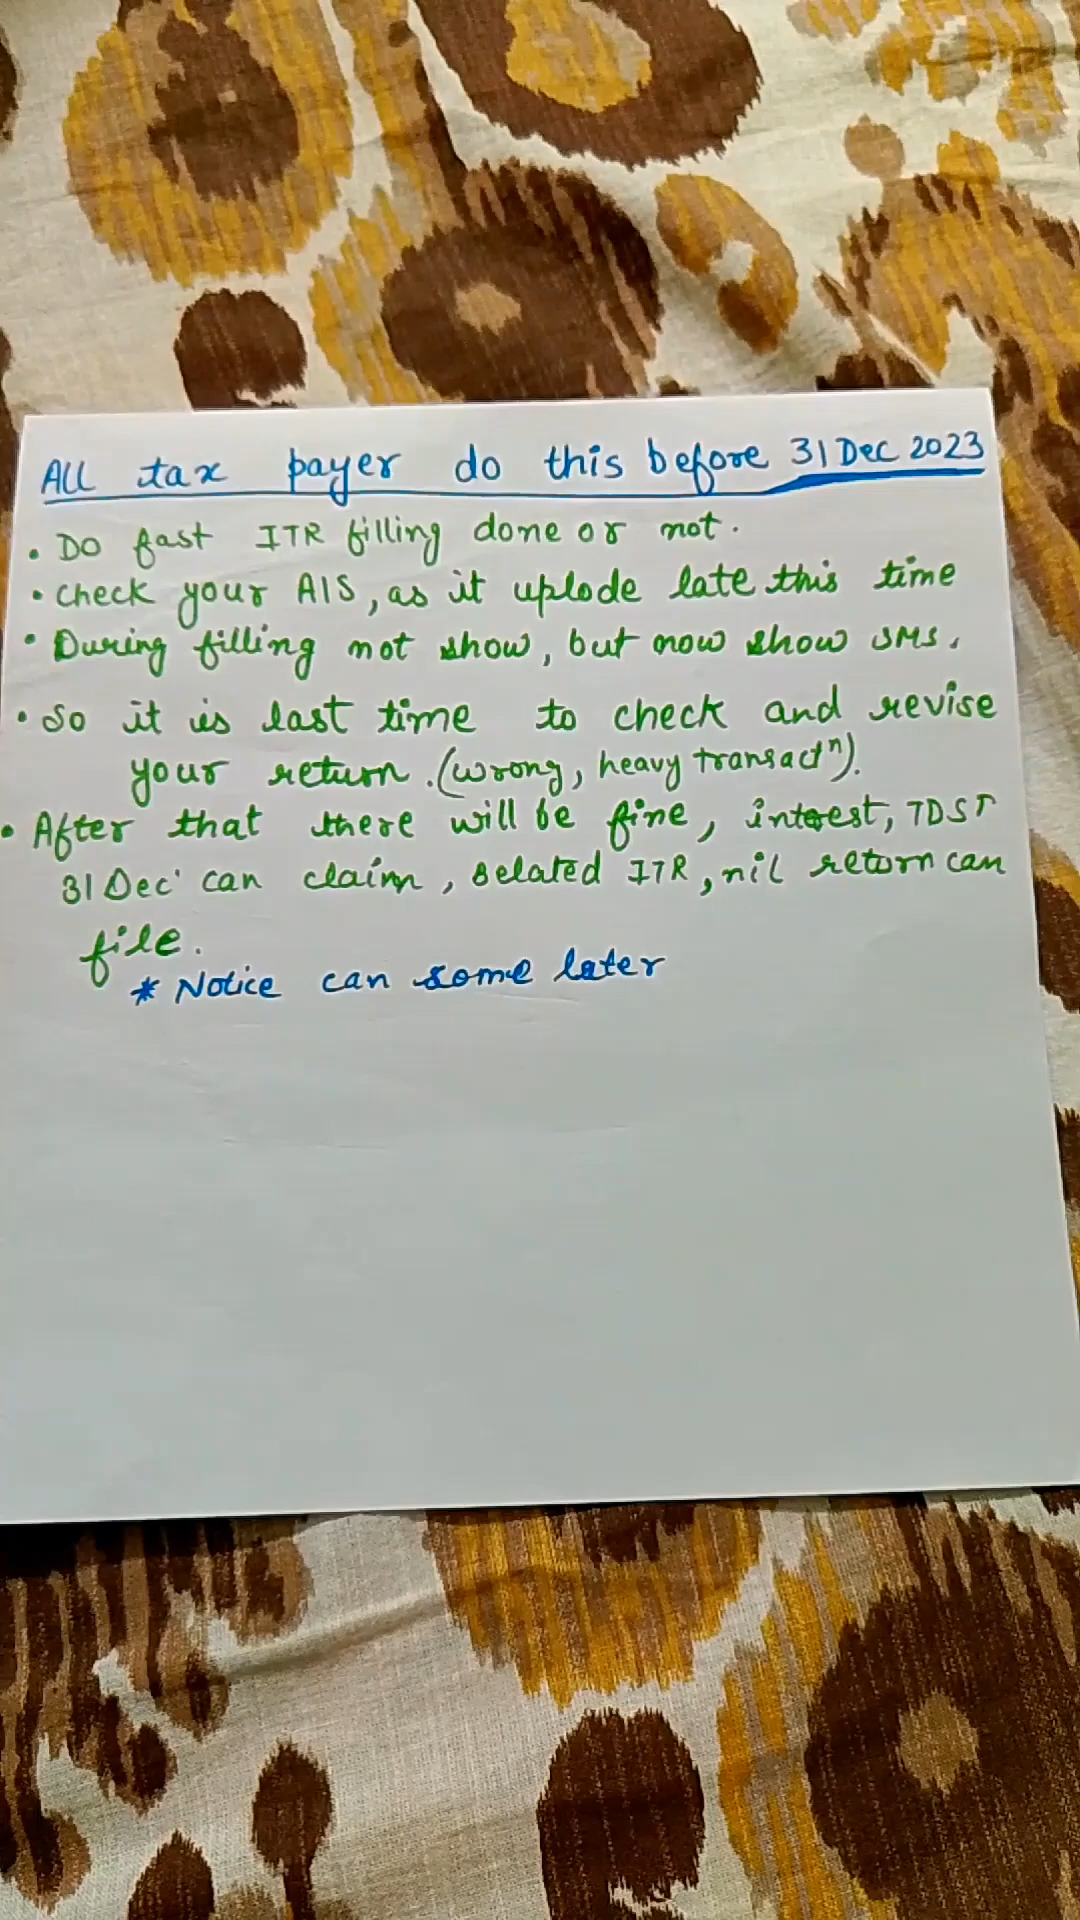 All tax payer do this before 31 Dec 2023
• Do fast ITR filling done or not.
• check your AIS, as it uplode late this time
• During filling not show, but now show SMS.
• So it is last time to check and revise
your return. (wrong, heavy transactⁿ).
• After that there will be fine, interest, TDST
31 Dec' can claim, Belated ITR, nil return can
file.
* Notice can some later